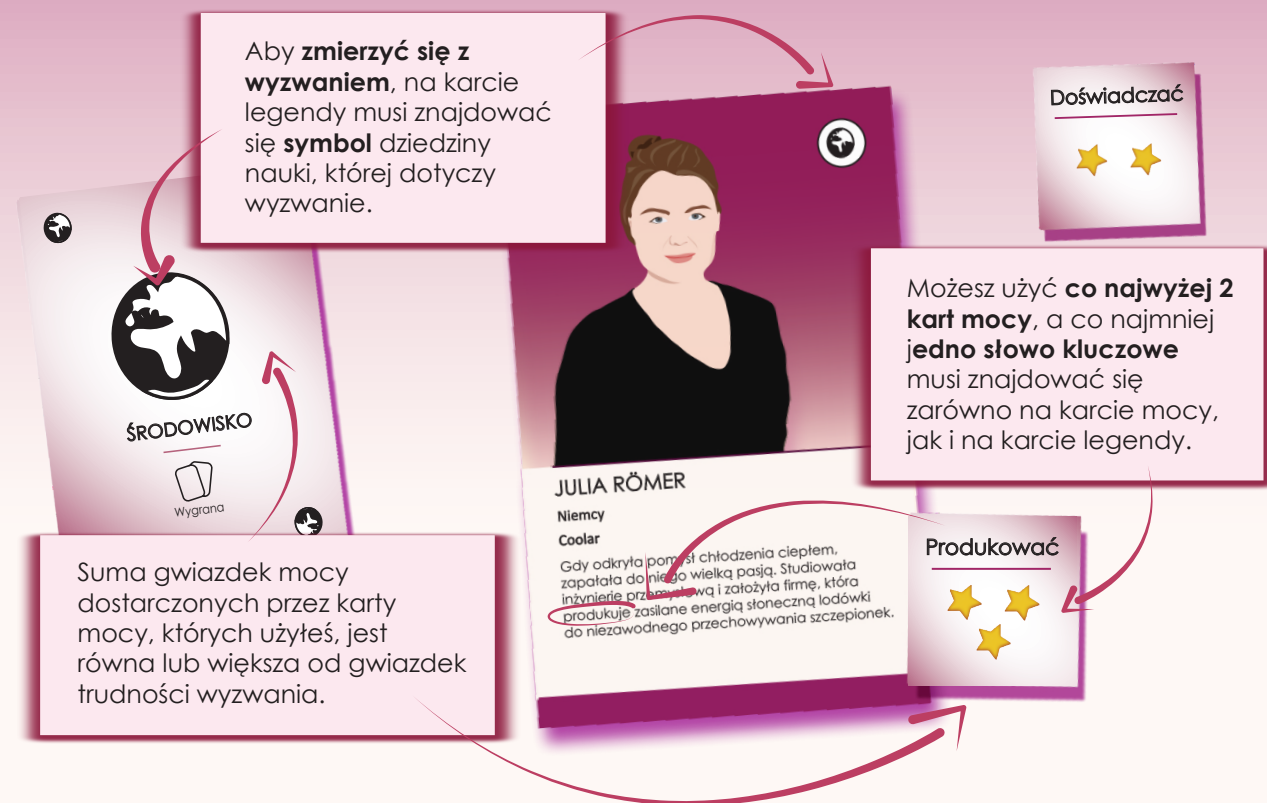 Aby zmierzyć się z
wyzwaniem, na karcie
legendy musi znajdować
się symbol dziedziny
nauki, której dotyczy
wyzwanie.
Doświadczać
Możesz użyć co najwyżej 2
kart mocy, a co najmniej
jedno słowo kluczowe
musi znajdować się
zarówno na karcie mocy,
jak i na karcie legendy.
ŚRODOWISKO
Wygrana
JULIA RÖMER
Niemcy
Coolar
Gdy odkryła pomysł chłodzenia ciepłem,
zapałała do niego wielką pasją. Studiowała
inżynierie przemysłową i założyła firmę, która
produkuje zasilane energią słoneczną lodówki
do niezawodnego przechowywania szczepionek.
Produkować
Suma gwiazdek mocy
dostarczonych przez karty
mocy, których użyłeś, jest
równa lub większa od gwiazdek
trudności wyzwania.